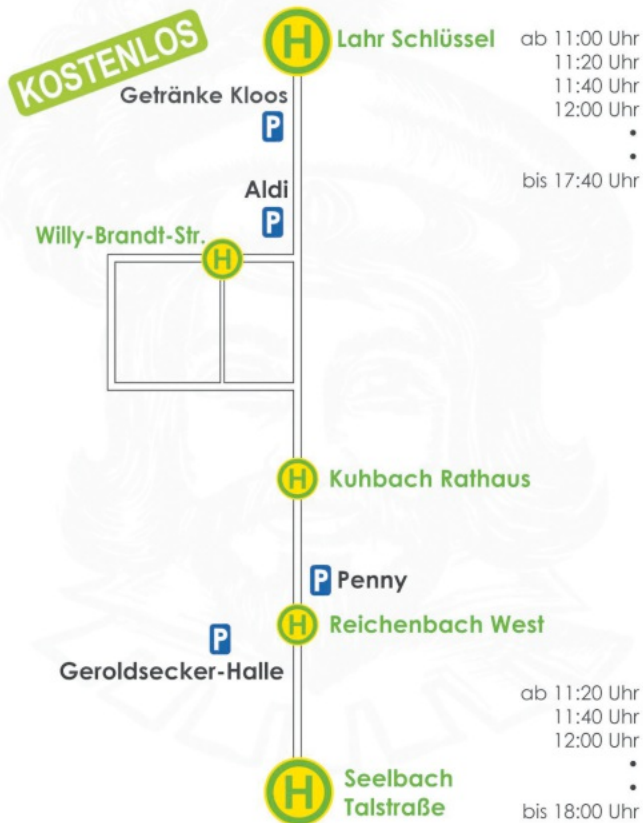 KOSTENLOS
H
Lahr Schlüssel
ab 11:00 Uhr
11:20 Uhr
11:40 Uhr
12:00 Uhr
•
•
bis 17:40 Uhr
Getränke Kloos
P
Aldi
P
Willy-Brandt-Str.
H
H
Kuhbach Rathaus
P Penny
H
Reichenbach West
P
Geroldsecker-Halle
ab 11:20 Uhr
11:40 Uhr
12:00 Uhr
•
•
bis 18:00 Uhr
H
Seelbach
Talstraße